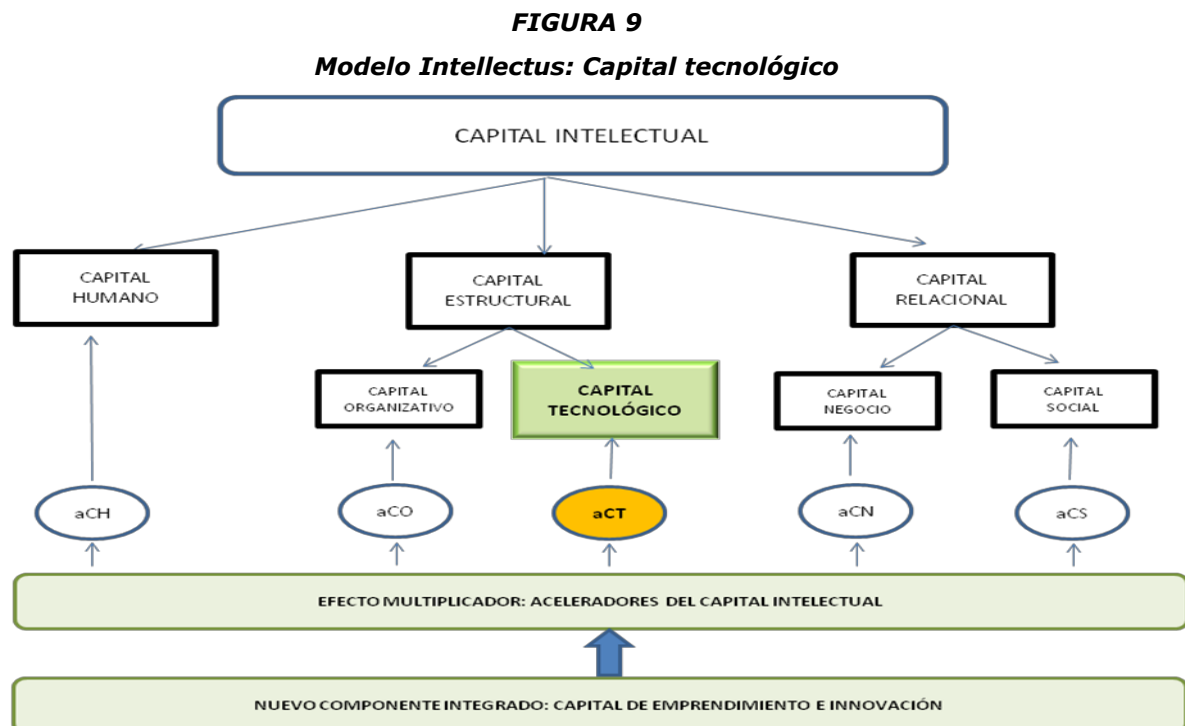 FIGURA 9
Modelo Intellectus: Capital tecnológico
CAPITAL INTELECTUAL
CAPITAL
HUMANO
CAPITAL
ESTRUCTURAL
CAPITAL
RELACIONAL
CAPITAL
ORGANIZATIVO
CAPITAL
TECNOLÓGICO
CAPITAL
NEGOCIO
CAPITAL
SOCIAL
aCH
aCO
aCT
aCN
aCS
EFECTO MULTIPLICADOR: ACELERADORES DEL CAPITAL INTELECTUAL
NUEVO COMPONENTE INTEGRADO: CAPITAL DE EMPRENDIMIENTO E INNOVACIÓN